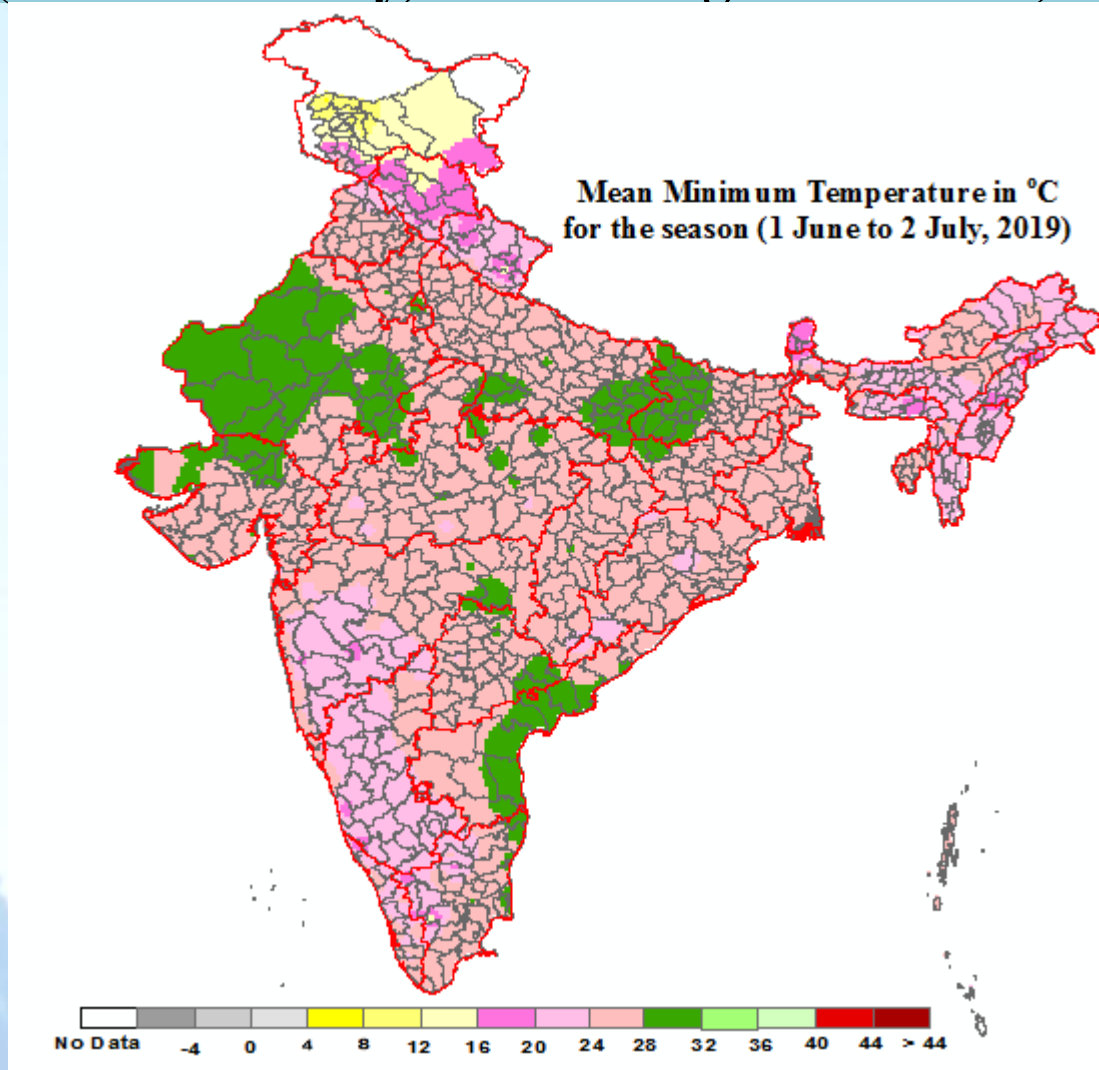 Mean Minimum Temperature in °C
for the season (1 June to 2 July, 2019)
No Data -4 0 4 8 12 16 20 24 28 32 36 40 44 > 44